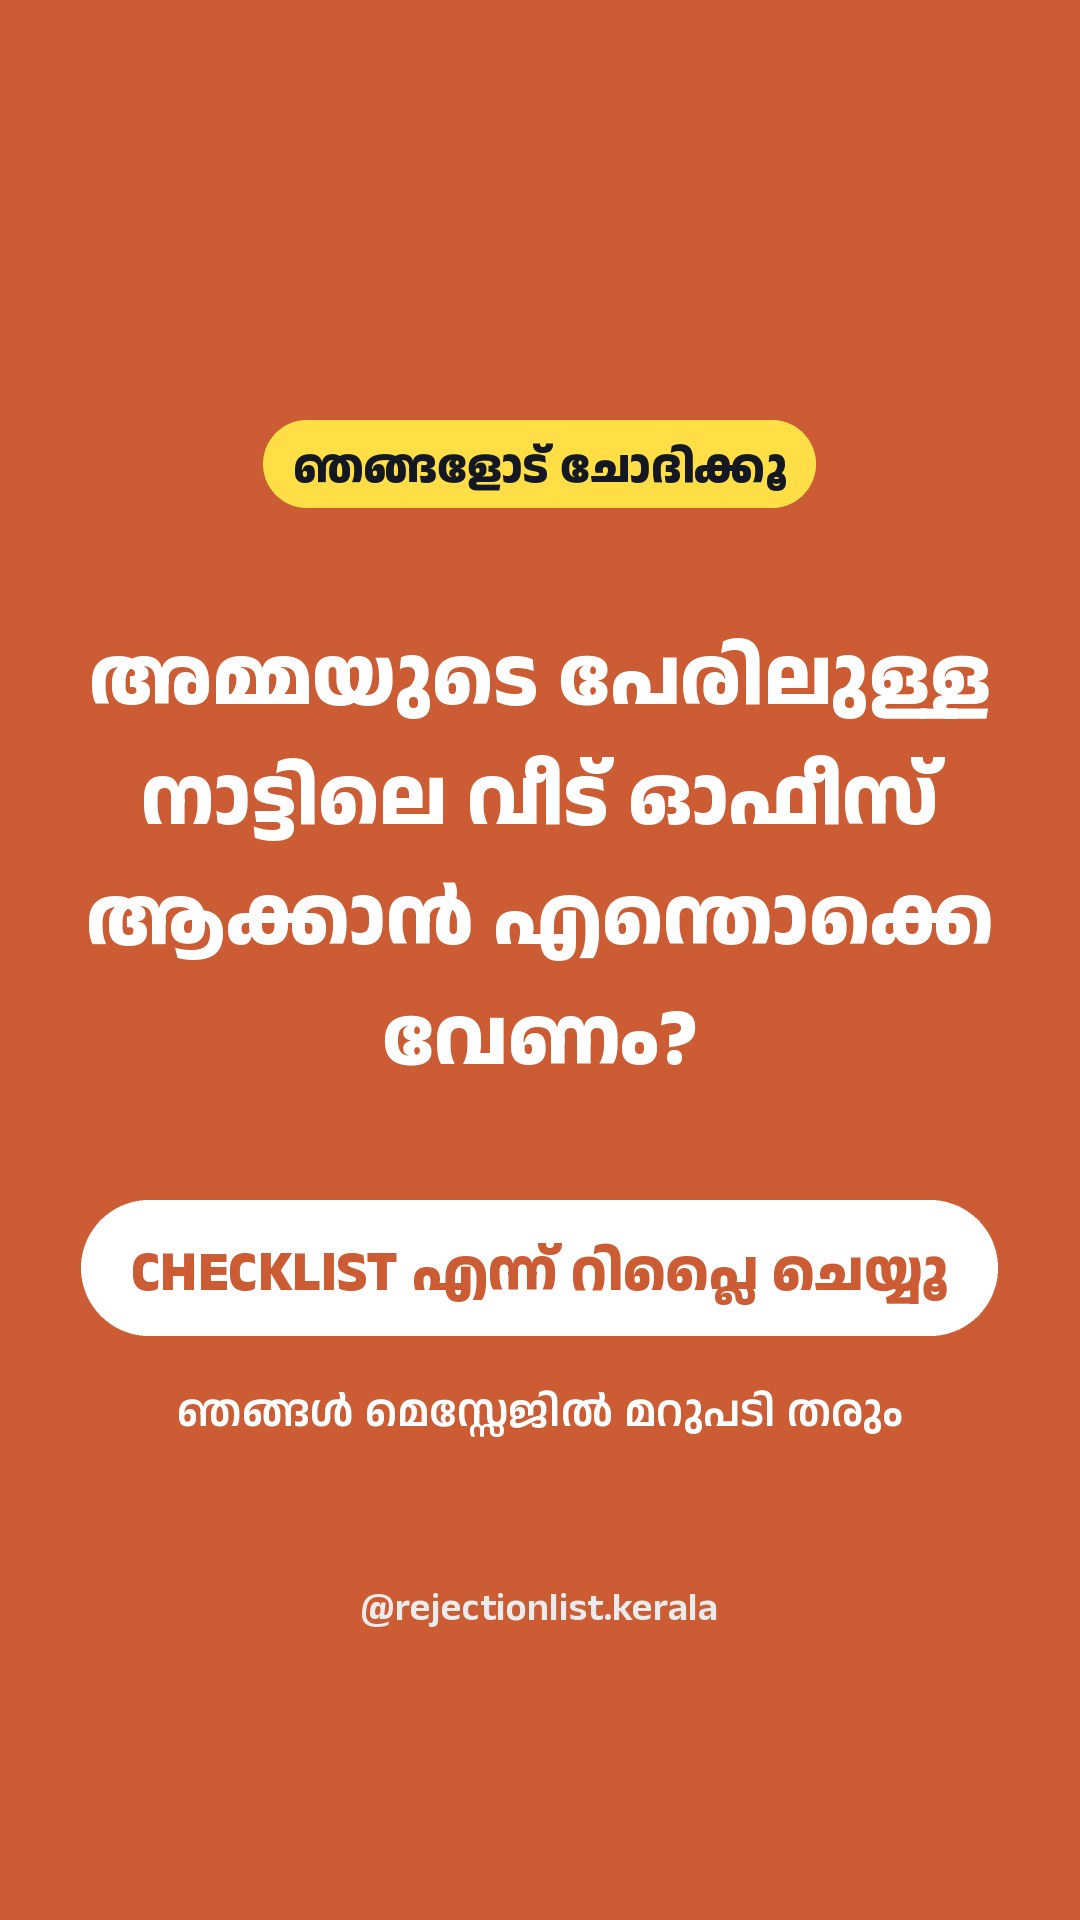 ഞങ്ങളോട് ചോദിക്കൂ
അമ്മയുടെ പേരിലുള്ള
നാട്ടിലെ വീട് ഓഫീസ്
ആക്കാൻ എന്തൊക്കെ
വേണം?
CHECKLIST എന്ന് റിപ്ലൈ ചെയ്യൂ
ഞങ്ങൾ മെസ്സേജിൽ മറുപടി തരും
@rejectionlist.kerala